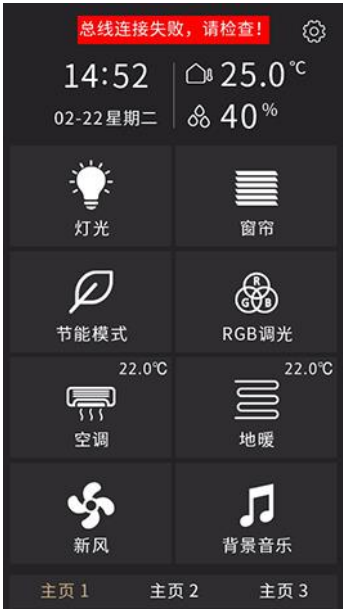 总线连接失败，请检查！
14:52
25.0℃
02-22星期二
40%
灯光
窗帘
节能模式
R
G B
RGB调光
22.0℃
空调
22.0℃
地暖
新风
背景音乐
主页 1 主页 2 主页 3